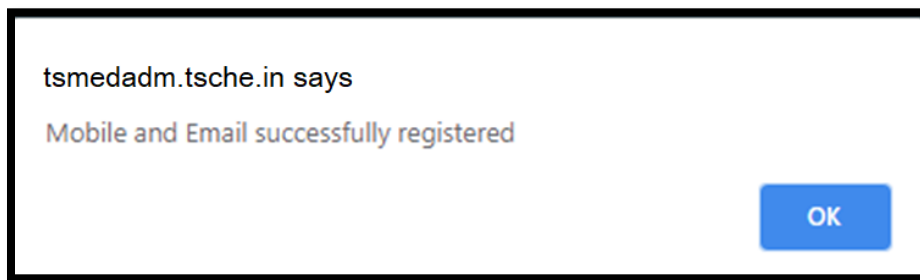 tsmedadm.tsche.in says
Mobile and Email successfully registered
OK